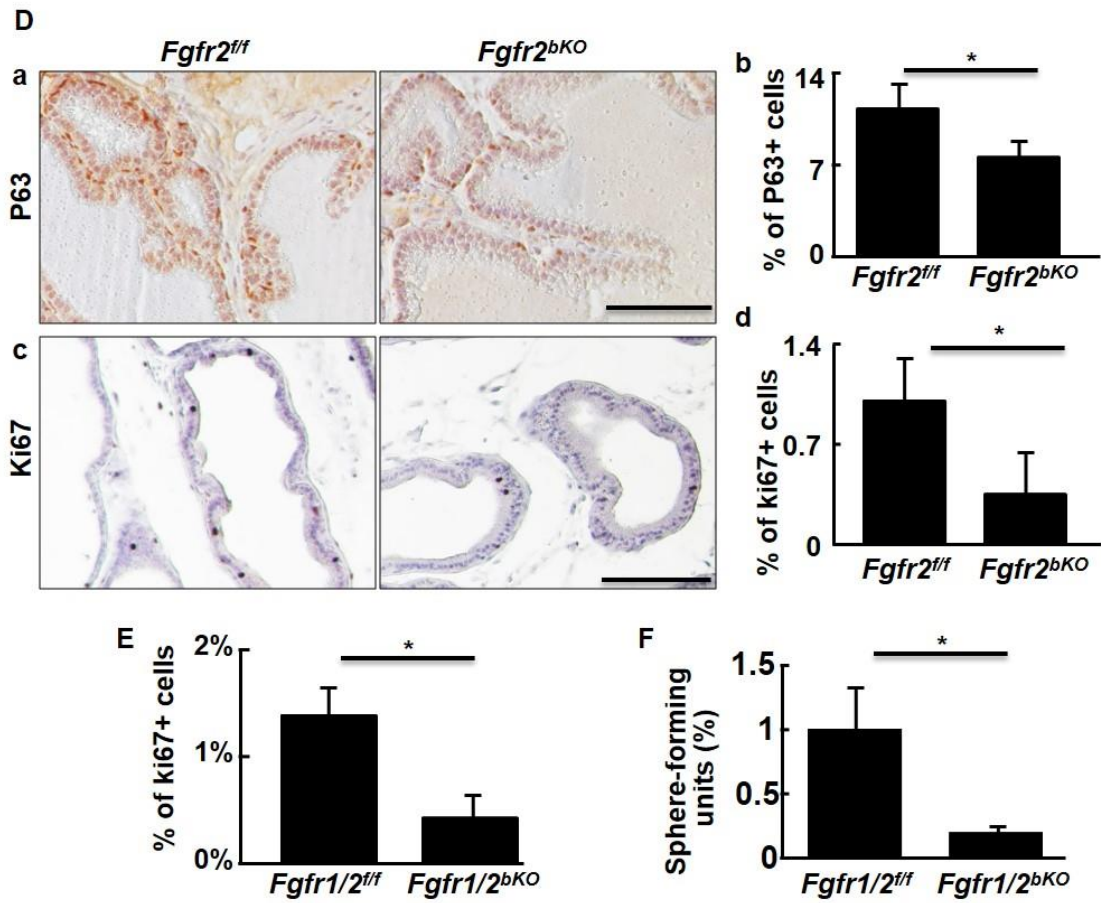 D
Fgfr2f/f
Fgfr2bKO
a
P63
b
% of P63+ cells
14
7
0
*
Fgfr2f/f
Fgfr2bKO
c
Ki67
d
% of ki67+ cells
1.4
0.7
0
*
Fgfr2f/f
Fgfr2bKO
E
% of ki67+ cells
2%
1%
0%
*
Fgfr1/2f/f
Fgfr1/2bKO
F
Sphere-forming
units (%)
1.5
1
0.5
0
*
Fgfr1/2f/f
Fgfr1/2bKO